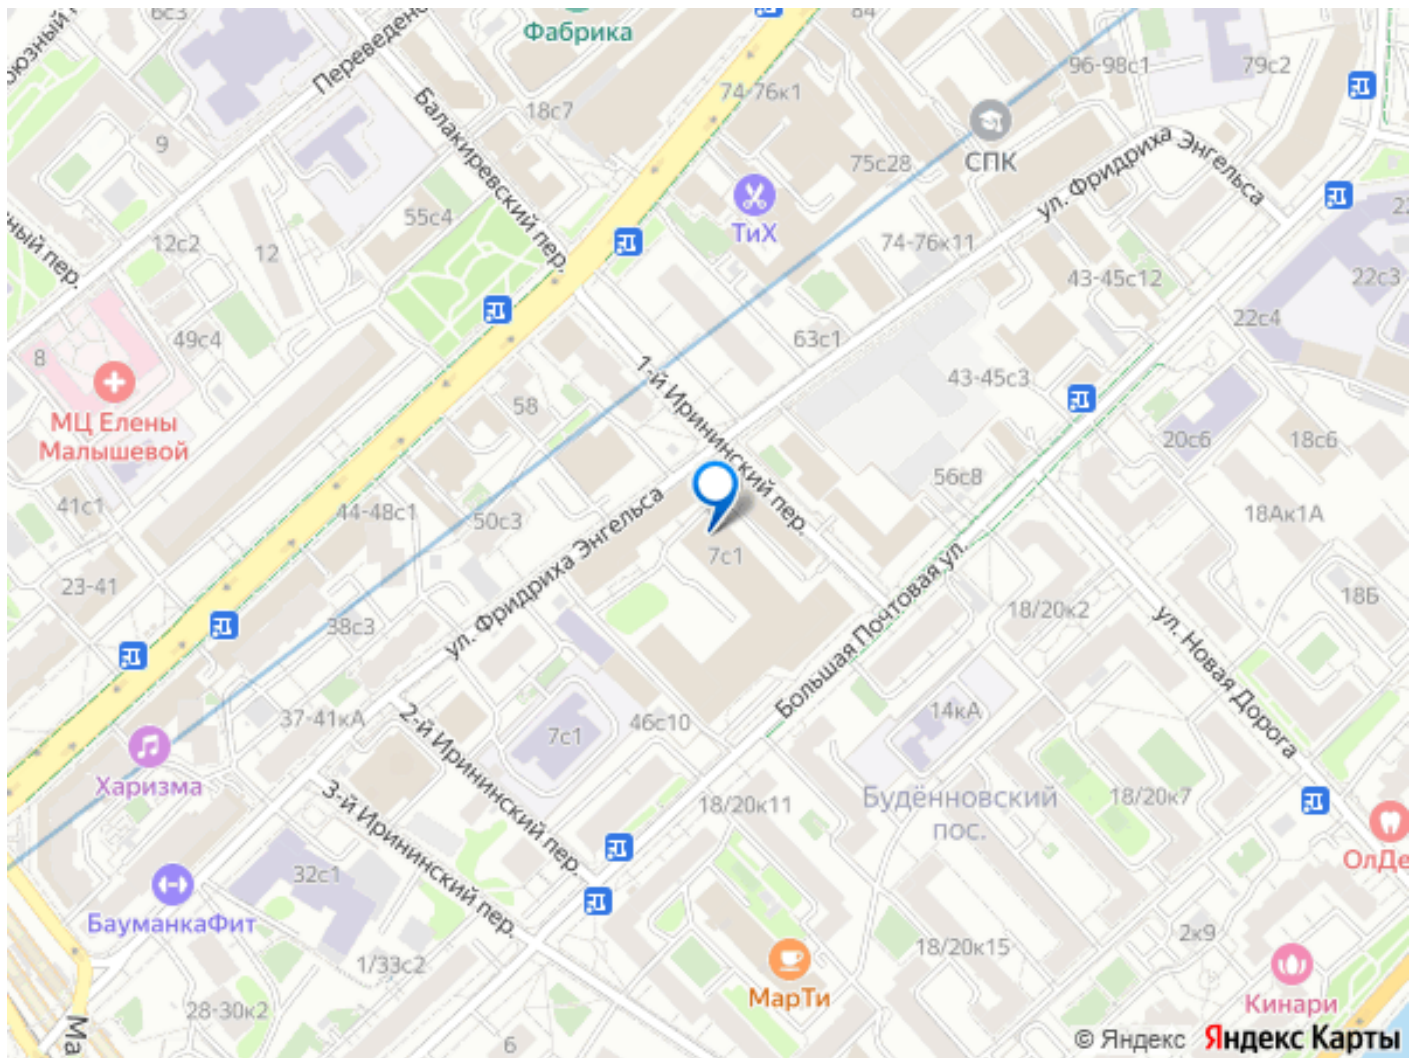 6с3
Фабрика
84
96-98с1
79с2
Переведено
Балакиревский пер.
18с7
74-76к1
СПК
ул. Фридриха Энгельса
9
75с28
ТиХ
55с4
12с2
12
74-76к11
43-45с12
22с3
22с4
49с4
8
63с1
1-й Ирининский пер.
43-45с3
МЦ Елены
Малышевой
58
20с6
18с6
56с8
41с1
44-48с1
50с3
18Ак1А
ул. Фридриха Энгельса
7с1
23-41
Большая Почтовая ул.
18/20к2
18Б
38с3
ул. Новая Дорога
37-41кА
2-й Ирининский пер.
46с10
7с1
14кА
Харизма
3-й Ирининский пер.
18/20к11
Будённовский
пос.
18/20к7
ОлДе
32с1
БауманкаФит
1/33с2
18/20к15
2к9
МарТи
Кинари
28-30к2
Ма
6
© Яндекс Яндекс Карты